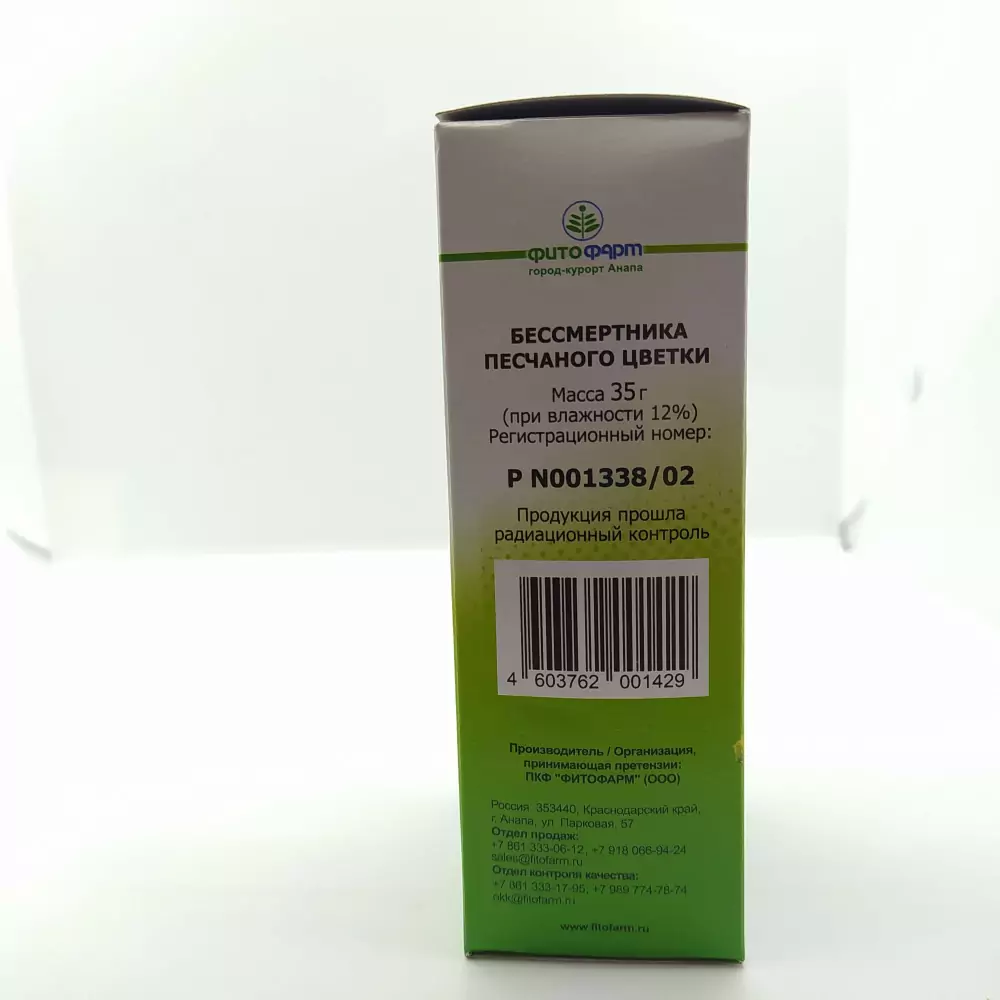 ФИТОФАРМ
город-курорт Анапа
БЕССМЕРТНИКА
ПЕСЧАНОГО ЦВЕТКИ
Масса 35 г
(при влажности 12%)
Регистрационный номер:
Р N001338/02
Продукция прошла
радиационный контроль
4 603762 001429
Производитель / Организация,
принимающая претензии:
ПКФ "ФИТОФАРМ" (ООО)
Россия 353440, Краснодарский край,
г. Анапа, ул. Парковая, 57
Отдел продаж:
+7 861 333-06-12, +7 918 066-94-24
sales@fitofarm.ru
Отдел контроля качества:
+7 861 333-17-95, +7 989 774-78-74
okk@fitofarm.ru
www.fitofarm.ru